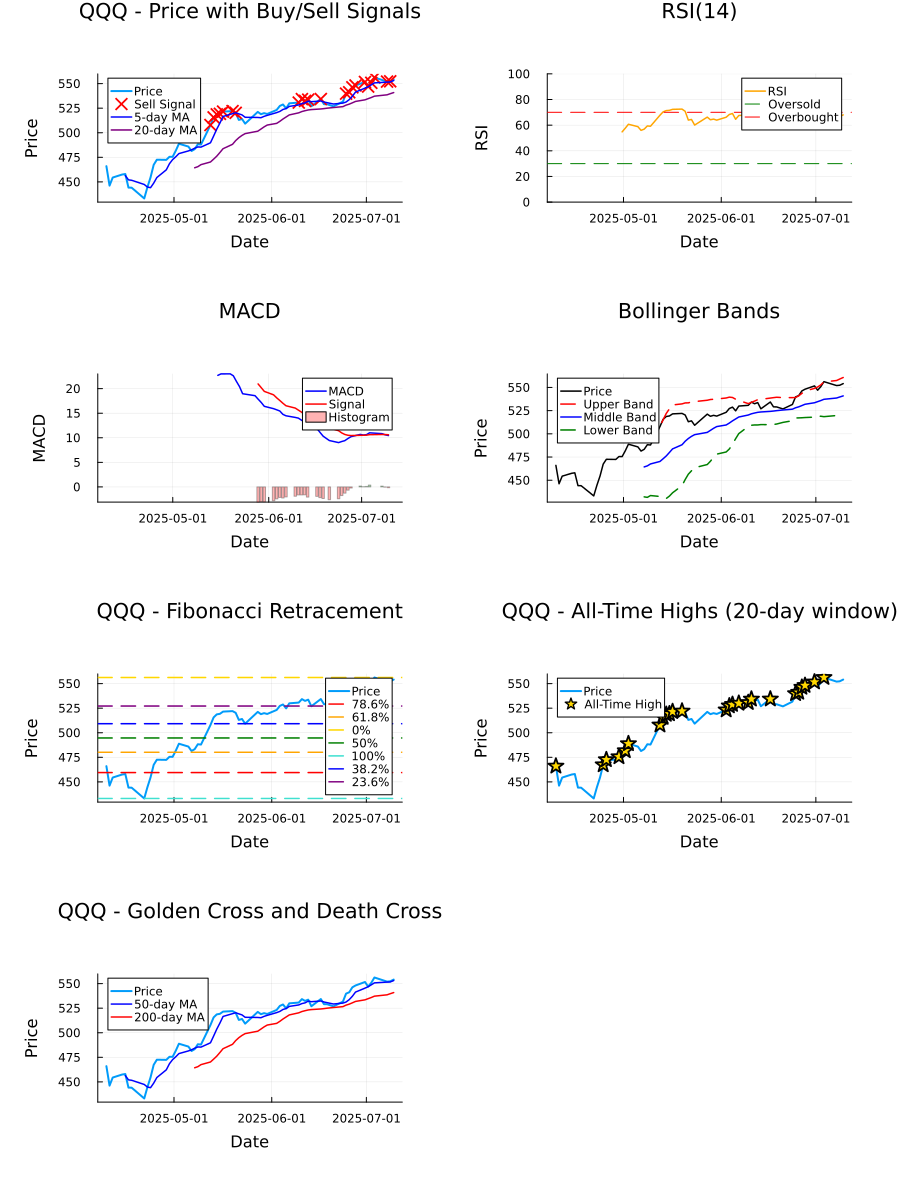 QQQ - Price with Buy/Sell Signals
Price
550
525
500
475
450
Price
Sell Signal
5-day MA
20-day MA
2025-05-01
2025-06-01
2025-07-01
Date
RSI(14)
RSI
100
80
60
40
20
0
RSI
Oversold
Overbought
2025-05-01
2025-06-01
2025-07-01
Date
MACD
MACD
20
15
10
5
0
MACD
Signal
Histogram
2025-05-01
2025-06-01
2025-07-01
Date
Bollinger Bands
Price
550
525
500
475
450
Price
Upper Band
Middle Band
Lower Band
2025-05-01
2025-06-01
2025-07-01
Date
QQQ - Fibonacci Retracement
Price
550
525
500
475
450
Price
78.6%
61.8%
0%
50%
100%
38.2%
23.6%
2025-05-01
2025-06-01
2025-07-01
Date
QQQ - All-Time Highs (20-day window)
Price
550
525
500
475
450
Price
All-Time High
2025-05-01
2025-06-01
2025-07-01
Date
QQQ - Golden Cross and Death Cross
Price
550
525
500
475
450
Price
50-day MA
200-day MA
2025-05-01
2025-06-01
2025-07-01
Date